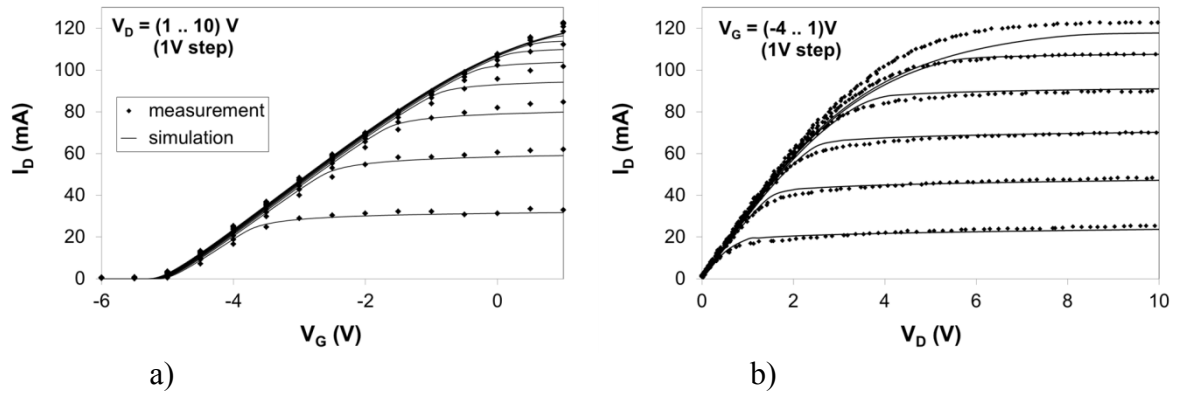 V_D = (1 .. 10) V
(1V step)
measurement
simulation
I_D (mA)
120
100
80
60
40
20
0
-6 -4 -2 0
V_G (V)
a)
V_G = (-4 .. 1)V
(1V step)
I_D (mA)
120
100
80
60
40
20
0
0 2 4 6 8 10
V_D (V)
b)